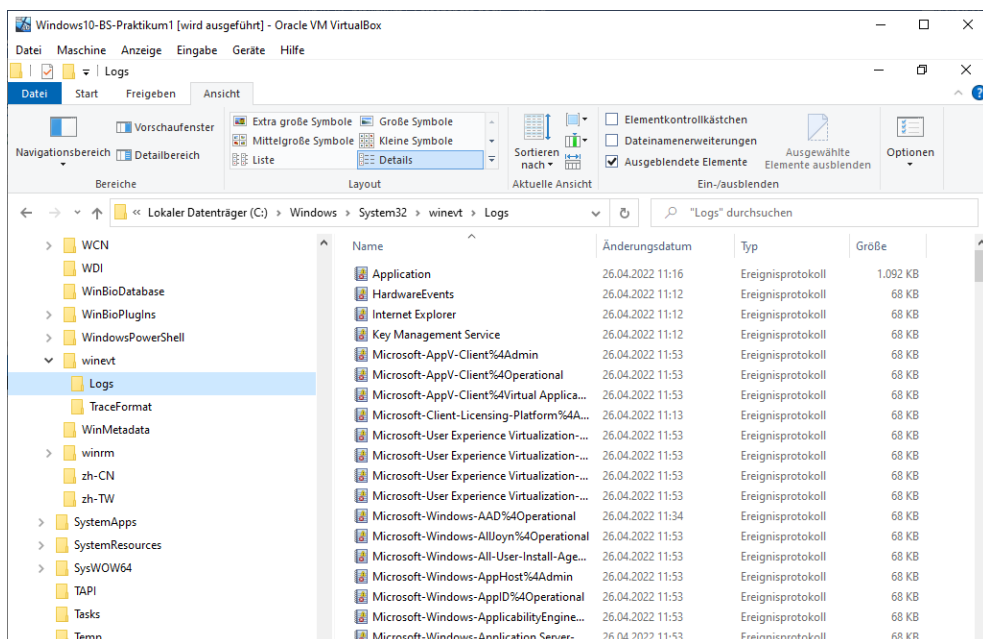 Windows10-BS-Praktikum1 [wird ausgeführt] - Oracle VM VirtualBox
Datei Maschine Anzeige Eingabe Geräte Hilfe
Logs
Datei Start Freigeben Ansicht
Navigationsbereich
Vorschaufenster
Detailbereich
Bereiche
Extra große Symbole Große Symbole
Mittelgroße Symbole Kleine Symbole
Liste Details
Layout
Sortieren nach
Aktuelle Ansicht
Elementkontrollkästchen
Dateinamenerweiterungen
Ausgeblendete Elemente
Ausgewählte
Elemente ausblenden
Ein-/ausblenden
Optionen
« Lokaler Datenträger (C:) › Windows › System32 › winevt › Logs
"Logs" durchsuchen
WCN
WDI
WinBioDatabase
WinBioPlugIns
WindowsPowerShell
winevt
Logs
TraceFormat
WinMetadata
winrm
zh-CN
zh-TW
SystemApps
SystemResources
SysWOW64
TAPI
Tasks
Temp
Name Änderungsdatum Typ Größe
Application 26.04.2022 11:16 Ereignisprotokoll 1.092 KB
HardwareEvents 26.04.2022 11:12 Ereignisprotokoll 68 KB
Internet Explorer 26.04.2022 11:12 Ereignisprotokoll 68 KB
Key Management Service 26.04.2022 11:12 Ereignisprotokoll 68 KB
Microsoft-AppV-Client%4Admin 26.04.2022 11:53 Ereignisprotokoll 68 KB
Microsoft-AppV-Client%4Operational 26.04.2022 11:53 Ereignisprotokoll 68 KB
Microsoft-AppV-Client%4Virtual Applica... 26.04.2022 11:53 Ereignisprotokoll 68 KB
Microsoft-Client-Licensing-Platform%4A... 26.04.2022 11:13 Ereignisprotokoll 68 KB
Microsoft-User Experience Virtualization-... 26.04.2022 11:53 Ereignisprotokoll 68 KB
Microsoft-User Experience Virtualization-... 26.04.2022 11:53 Ereignisprotokoll 68 KB
Microsoft-User Experience Virtualization-... 26.04.2022 11:53 Ereignisprotokoll 68 KB
Microsoft-User Experience Virtualization-... 26.04.2022 11:53 Ereignisprotokoll 68 KB
Microsoft-Windows-AAD%4Operational 26.04.2022 11:34 Ereignisprotokoll 68 KB
Microsoft-Windows-AllJoyn%4Operational 26.04.2022 11:53 Ereignisprotokoll 68 KB
Microsoft-Windows-All-User-Install-Age... 26.04.2022 11:53 Ereignisprotokoll 68 KB
Microsoft-Windows-AppHost%4Admin 26.04.2022 11:53 Ereignisprotokoll 68 KB
Microsoft-Windows-AppID%4Operational 26.04.2022 11:53 Ereignisprotokoll 68 KB
Microsoft-Windows-ApplicabilityEngine... 26.04.2022 11:53 Ereignisprotokoll 68 KB
Microsoft-Windows-Application Server-... 26.04.2022 11:53 Ereignisprotokoll 68 KB